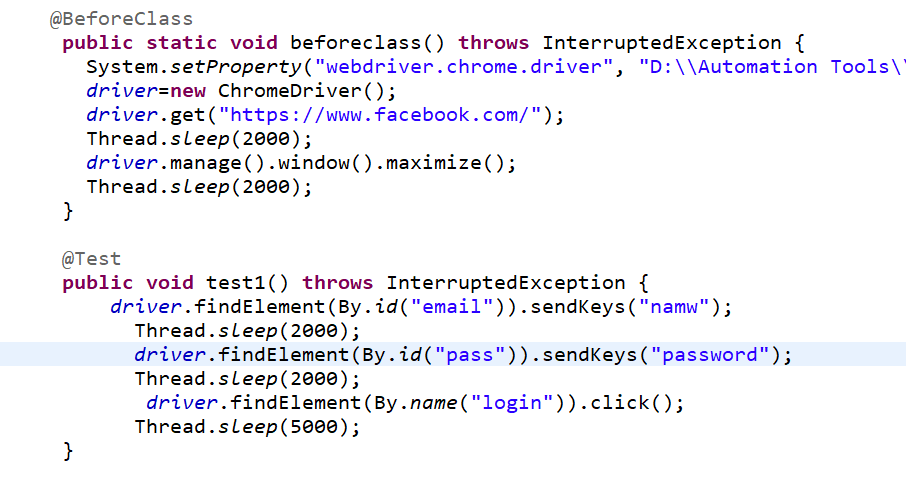 @BeforeClass
public static void beforeclass() throws InterruptedException {
System.setProperty("webdriver.chrome.driver", "D:\\Automation Tools\\
driver=new ChromeDriver();
driver.get("https://www.facebook.com/");
Thread.sleep(2000);
driver.manage().window().maximize();
Thread.sleep(2000);
}
@Test
public void test1() throws InterruptedException {
driver.findElement(By.id("email")).sendKeys("namw");
Thread.sleep(2000);
driver.findElement(By.id("pass")).sendKeys("password");
Thread.sleep(2000);
driver.findElement(By.name("login")).click();
Thread.sleep(5000);
}